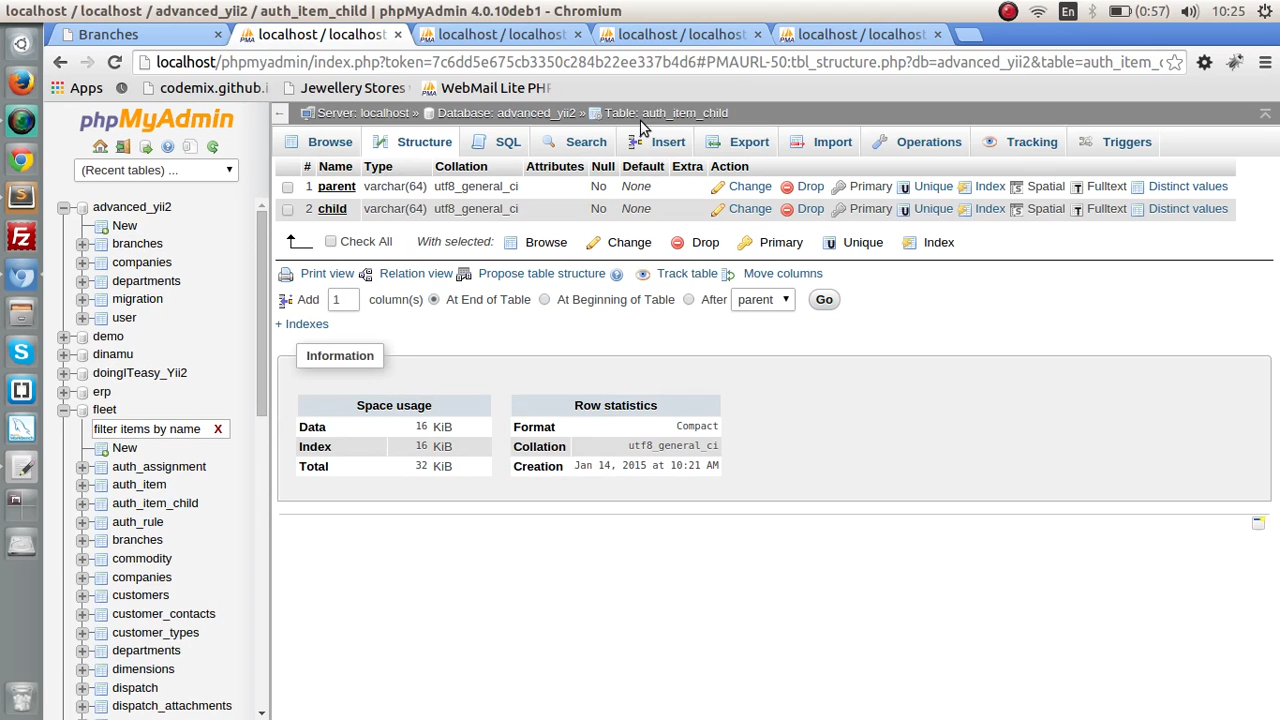 localhost / localhost / advanced_yii2 / auth_item_child | phpMyAdmin 4.0.10deb1 - Chromium
En (0:57) 10:25
Branches × localhost / localhost × localhost / localhost × localhost / localhost × localhost / localhost ×
localhost/phpmyadmin/index.php?token=7c6dd5e675cb3350c284b22ee337b4d6#PMAURL-50:tbl_structure.php?db=advanced_yii2&table=auth_item_c
Apps codemix.github.i Jewellery Stores WebMail Lite PHP
phpMyAdmin
(Recent tables) ...
advanced_yii2
New
branches
companies
departments
migration
user
demo
dinamu
doingITeasy_Yii2
erp
fleet
filter items by name X
New
auth_assignment
auth_item
auth_item_child
auth_rule
branches
commodity
companies
customers
customer_contacts
customer_types
departments
dimensions
dispatch
dispatch_attachments
Server: localhost » Database: advanced_yii2 » Table: auth_item_child
Browse Structure SQL Search Insert Export Import Operations Tracking Triggers
# Name Type Collation Attributes Null Default Extra Action
1 parent varchar(64) utf8_general_ci No None Change Drop Primary Unique Index Spatial Fulltext Distinct values
2 child varchar(64) utf8_general_ci No None Change Drop Primary Unique Index Spatial Fulltext Distinct values
Check All With selected: Browse Change Drop Primary Unique Index
Print view Relation view Propose table structure Track table Move columns
Add 1 column(s) At End of Table At Beginning of Table After parent Go
+ Indexes
Information
Space usage
Data 16 KiB
Index 16 KiB
Total 32 KiB
Row statistics
Format Compact
Collation utf8_general_ci
Creation Jan 14, 2015 at 10:21 AM